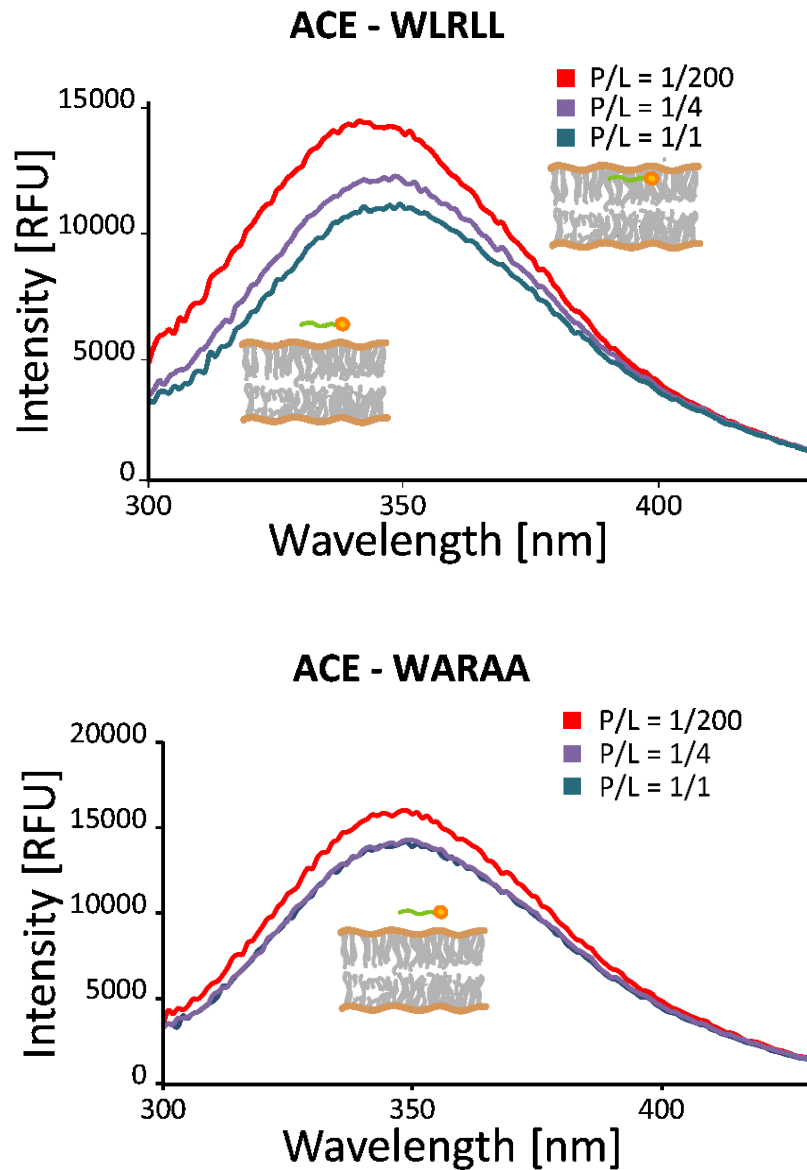 ACE - WLRLL
P/L = 1/200
P/L = 1/4
P/L = 1/1
15000
10000
5000
0
Intensity [RFU]
300
350
400
Wavelength [nm]
ACE - WARAA
P/L = 1/200
P/L = 1/4
P/L = 1/1
20000
15000
10000
5000
0
Intensity [RFU]
300
350
400
Wavelength [nm]